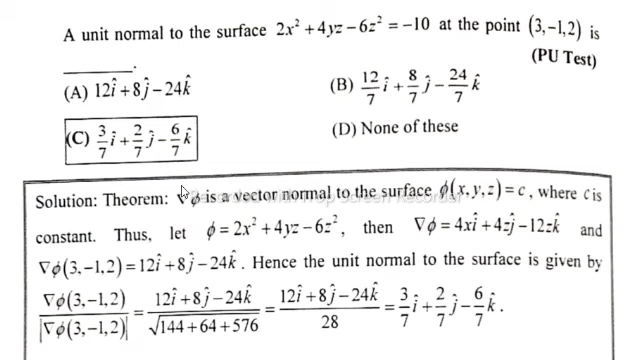 A unit normal to the surface 2x² + 4yz − 6z² = −10 at the point (3,−1,2) is
________. (PU Test)
(A) 12î + 8ĵ − 24k̂ (B) 12/7 î + 8/7 ĵ − 24/7 k̂
(C) 3/7 î + 2/7 ĵ − 6/7 k̂ (D) None of these
Solution: Theorem: ∇ϕ is a vector normal to the surface ϕ(x, y, z) = c, where c is
constant. Thus, let ϕ = 2x² + 4yz − 6z², then ∇ϕ = 4xî + 4zĵ − 12zk̂ and
∇ϕ(3,−1,2) = 12î + 8ĵ − 24k̂. Hence the unit normal to the surface is given by
∇ϕ(3,−1,2)/|∇ϕ(3,−1,2)| = (12î + 8ĵ − 24k̂)/√(144+64+576) = (12î + 8ĵ − 24k̂)/28 = 3/7 î + 2/7 ĵ − 6/7 k̂.